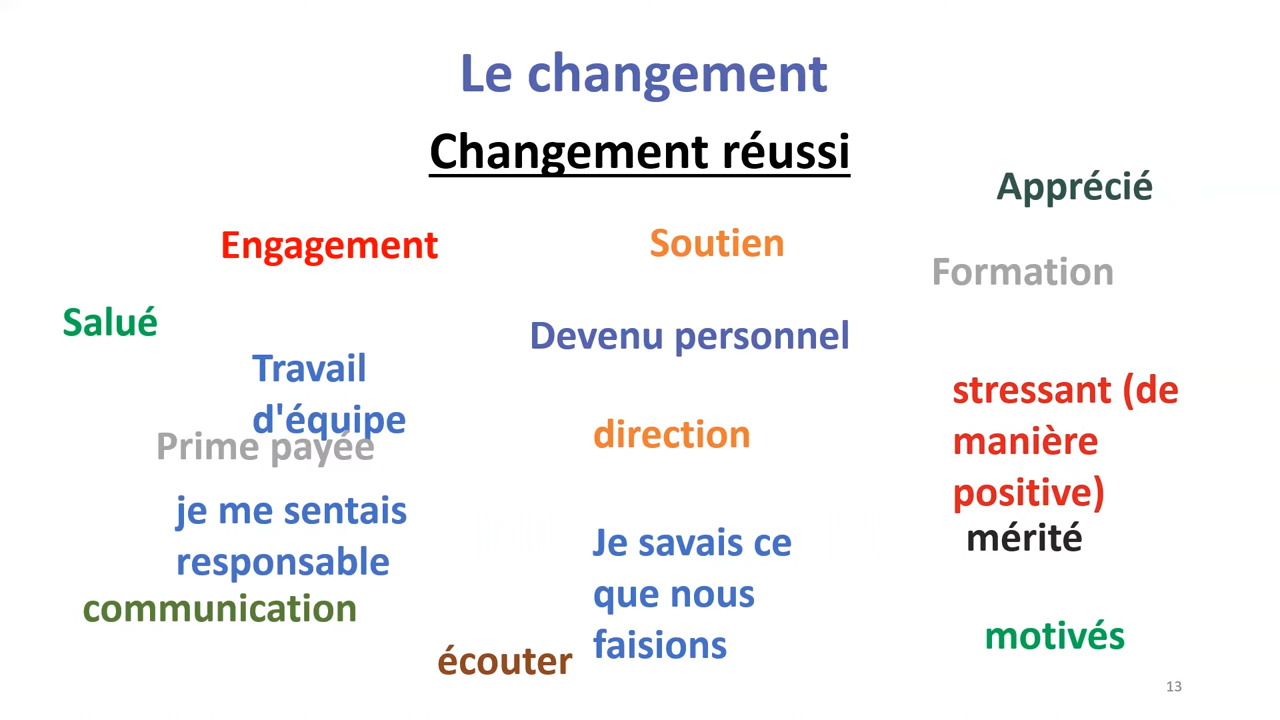 Le changement
Changement réussi
Apprécié
Engagement
Soutien
Formation
Salué
Devenu personnel
Travail
d'équipe
Prime payée
direction
stressant (de
manière
positive)
mérité
je me sentais
responsable
communication
Je savais ce
que nous
faisions
écouter
motivés
13